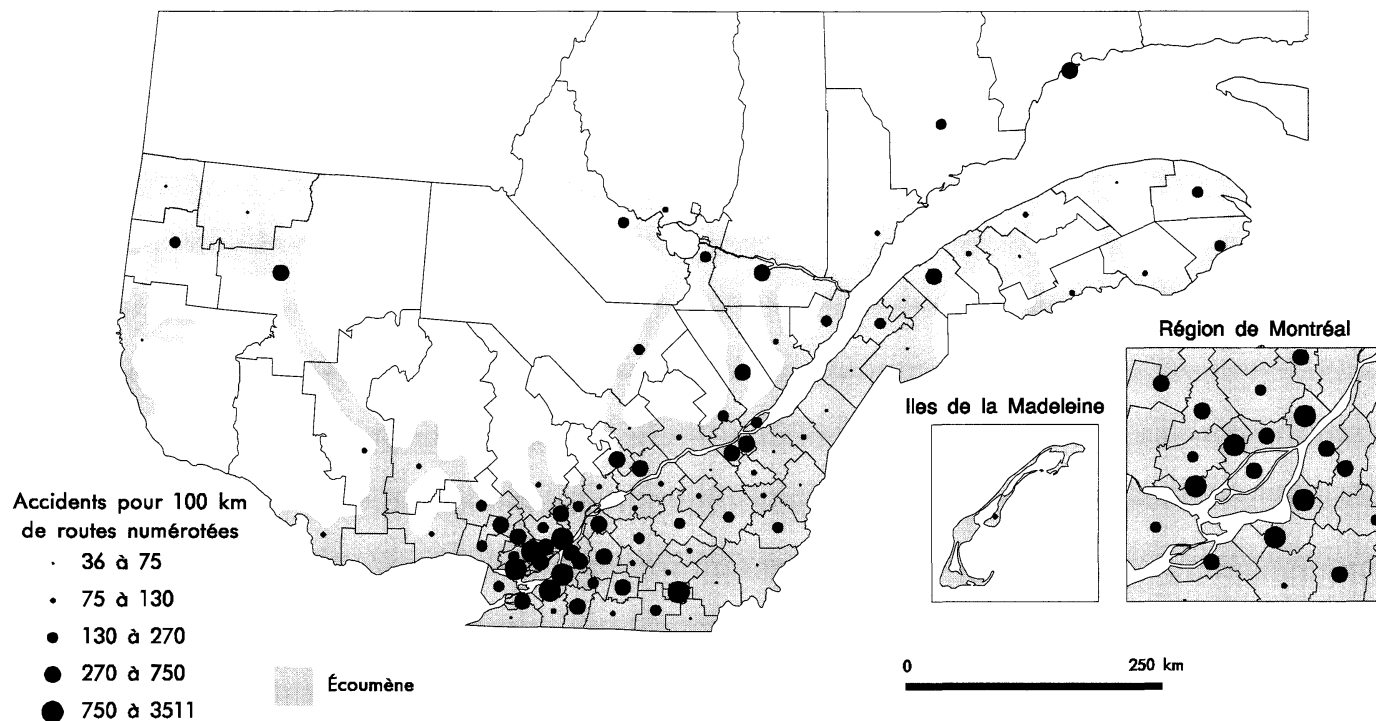 Région de Montréal
Iles de la Madeleine
Accidents pour 100 km
de routes numérotées
36 à 75
75 à 130
130 à 270
270 à 750
750 à 3511
Écoumène
0
250 km